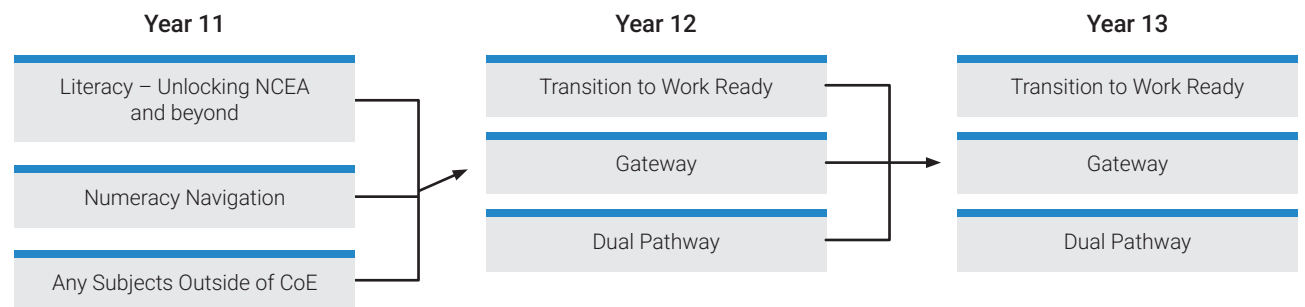 Year 11
Literacy – Unlocking NCEA
and beyond
Numeracy Navigation
Any Subjects Outside of CoE
Year 12
Transition to Work Ready
Gateway
Dual Pathway
Year 13
Transition to Work Ready
Gateway
Dual Pathway